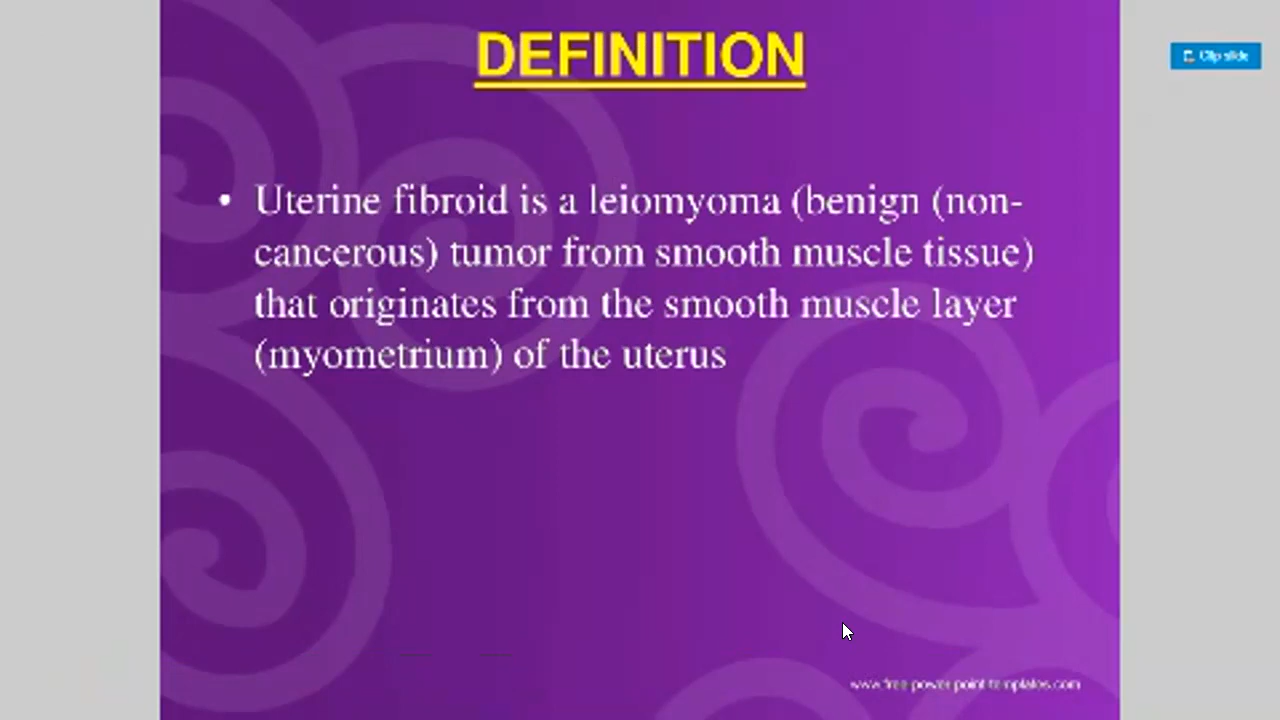 DEFINITION
Clip slide
• Uterine fibroid is a leiomyoma (benign (non-
cancerous) tumor from smooth muscle tissue)
that originates from the smooth muscle layer
(myometrium) of the uterus
www.free-power-point-templates.com